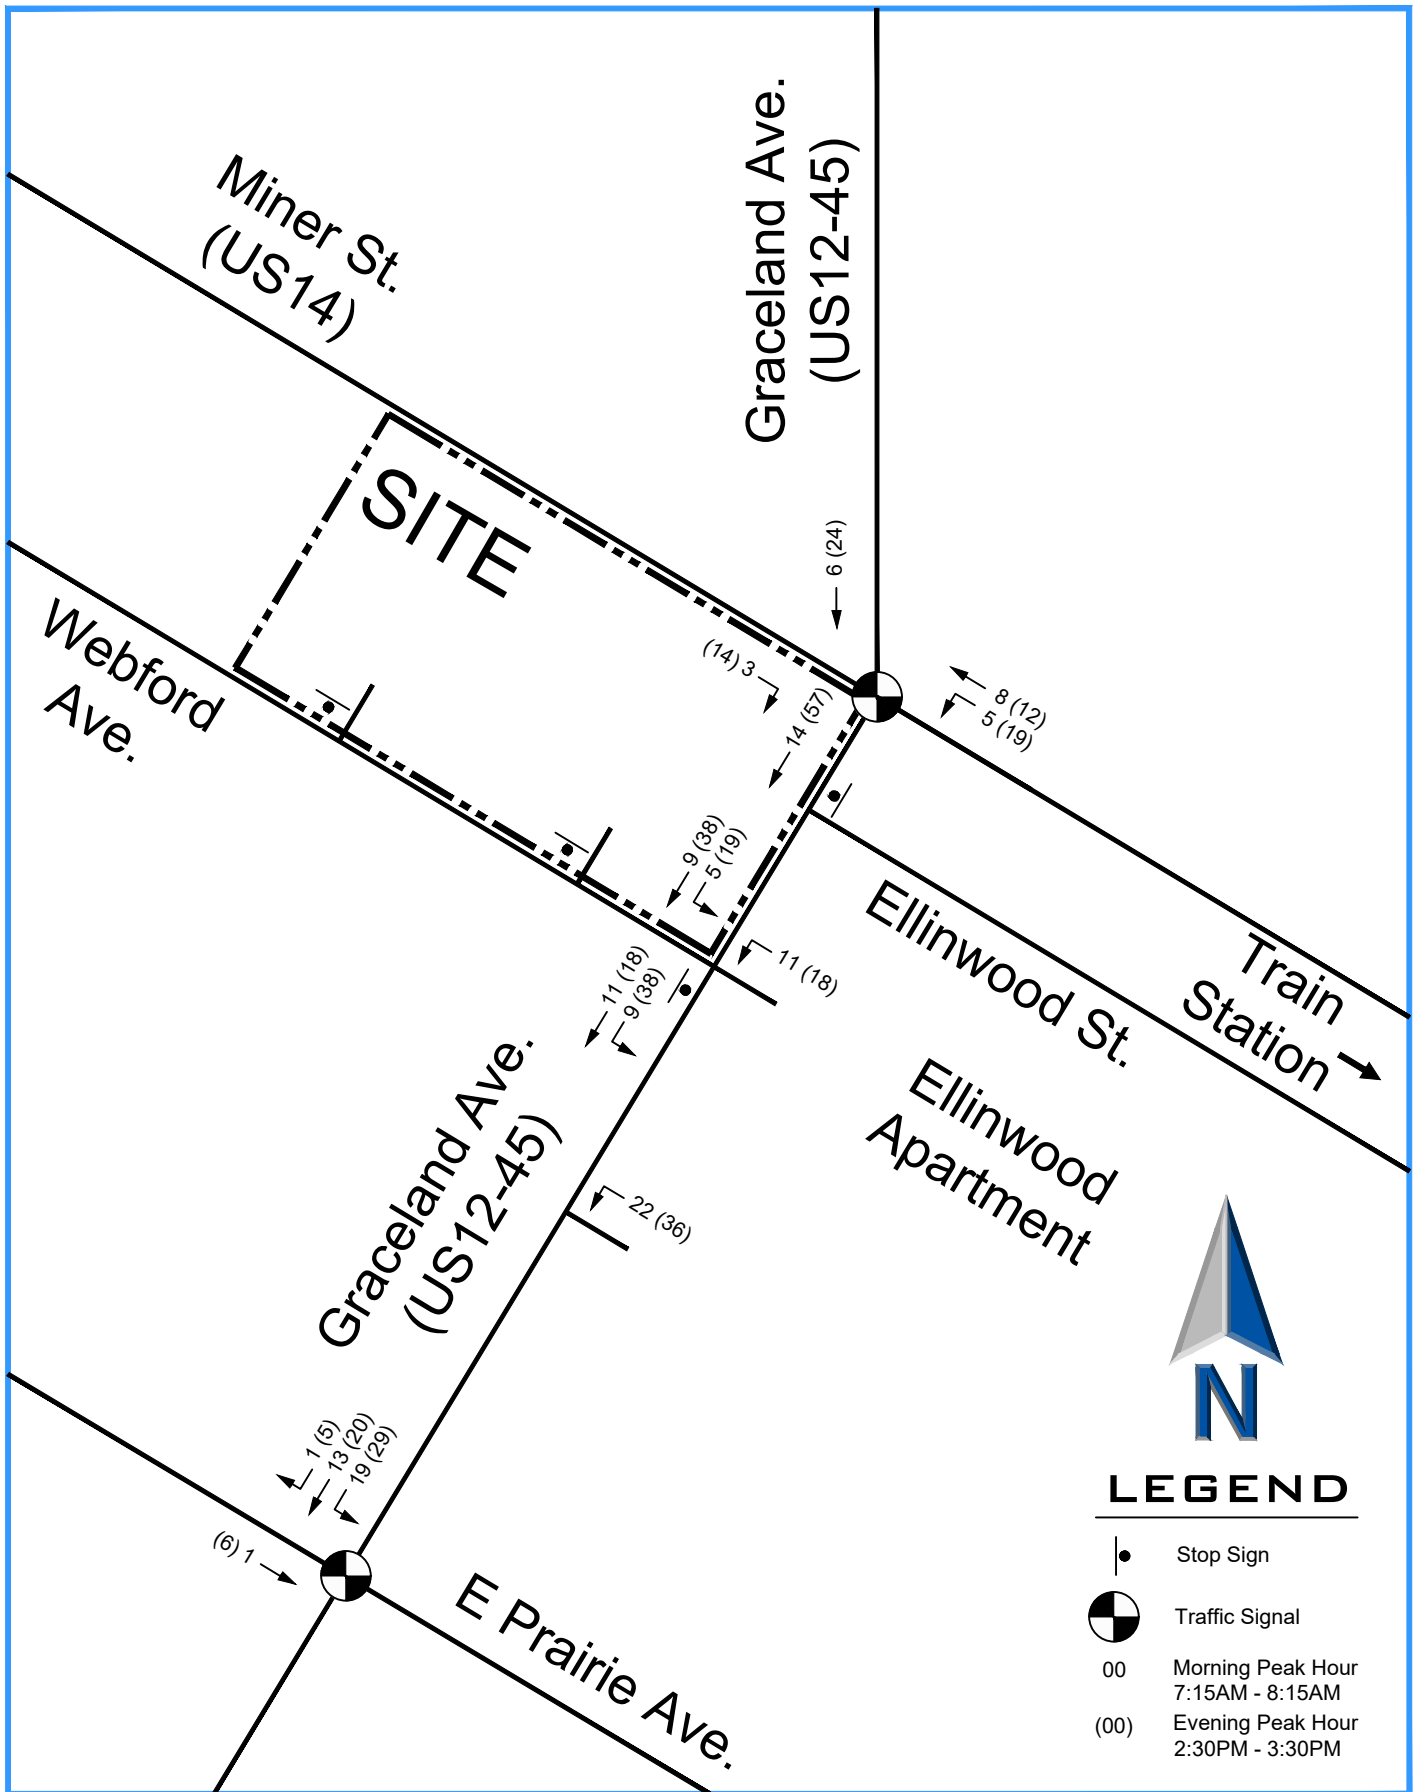 Graceland Ave.
(US12-45)
Miner St.
(US14)
SITE
6 (24)
Webford
Ave.
(14) 3
14 (57)
8 (12)
5 (19)
9 (38)
5 (19)
Ellinwood St.
Train
Station
11 (18)
11 (18)
9 (38)
Ellinwood
Apartment
Graceland Ave.
(US12-45)
22 (36)
1 (5)
13 (20)
19 (29)
(6) 1
E Prairie Ave.
N
LEGEND
Stop Sign
Traffic Signal
00 Morning Peak Hour
7:15AM - 8:15AM
(00) Evening Peak Hour
2:30PM - 3:30PM